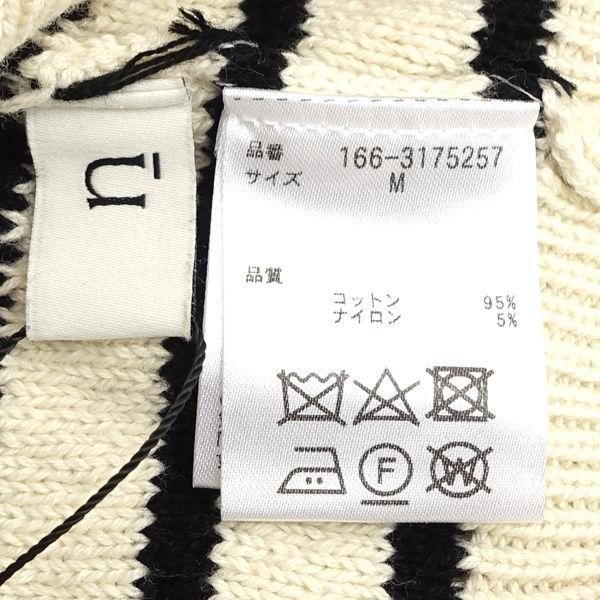 ū
品番 166-3175257
サイズ M
品質
コットン 95%
ナイロン 5%
F
W